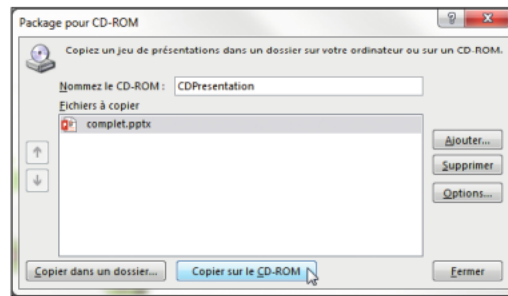 Package pour CD-ROM
Copiez un jeu de présentations dans un dossier sur votre ordinateur ou sur un CD-ROM.
Nommez le CD-ROM : CDPresentation
Fichiers à copier
complet.pptx
Ajouter...
Supprimer
Options...
Copier dans un dossier... Copier sur le CD-ROM Fermer